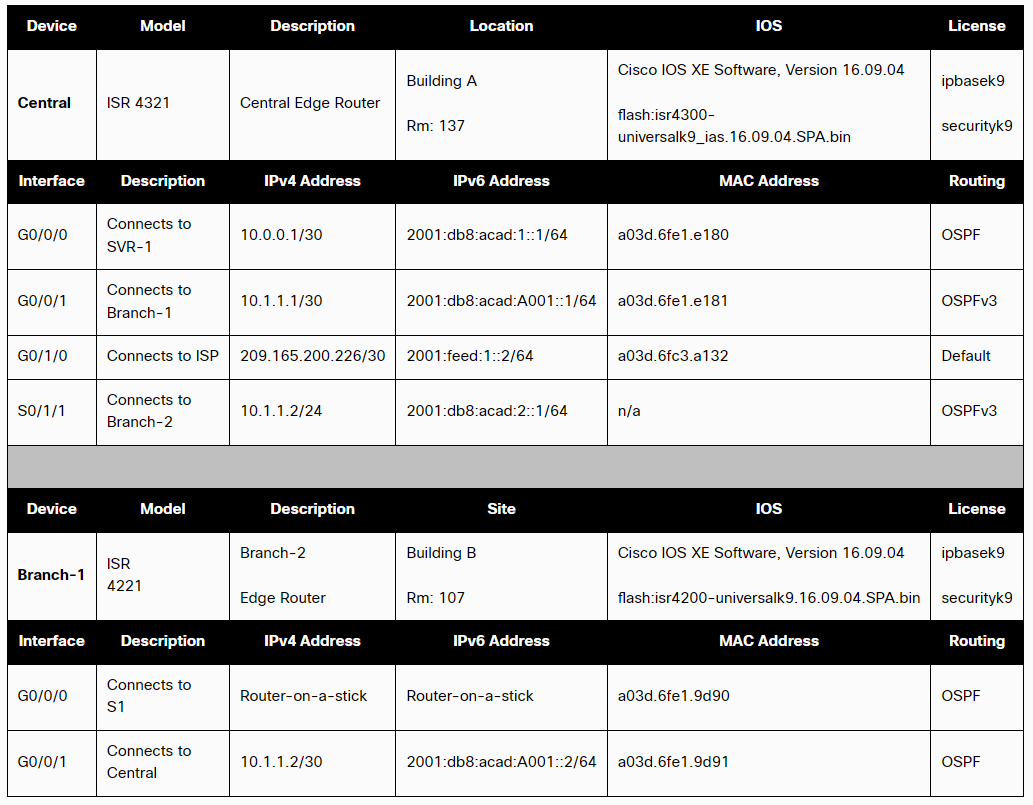 Device Model Description Location IOS License
Central ISR 4321 Central Edge Router Building A
Rm: 137 Cisco IOS XE Software, Version 16.09.04
flash:isr4300-
universalk9_ias.16.09.04.SPA.bin ipbasek9
securityk9
Interface Description IPv4 Address IPv6 Address MAC Address Routing
G0/0/0 Connects to
SVR-1 10.0.0.1/30 2001:db8:acad:1::1/64 a03d.6fe1.e180 OSPF
G0/0/1 Connects to
Branch-1 10.1.1.1/30 2001:db8:acad:A001::1/64 a03d.6fe1.e181 OSPFv3
G0/1/0 Connects to ISP 209.165.200.226/30 2001:feed:1::2/64 a03d.6fc3.a132 Default
S0/1/1 Connects to
Branch-2 10.1.1.2/24 2001:db8:acad:2::1/64 n/a OSPFv3
Device Model Description Site IOS License
Branch-1 ISR
4221 Branch-2
Edge Router Building B
Rm: 107 Cisco IOS XE Software, Version 16.09.04
flash:isr4200-universalk9.16.09.04.SPA.bin ipbasek9
securityk9
Interface Description IPv4 Address IPv6 Address MAC Address Routing
G0/0/0 Connects to
S1 Router-on-a-stick Router-on-a-stick a03d.6fe1.9d90 OSPF
G0/0/1 Connects to
Central 10.1.1.2/30 2001:db8:acad:A001::2/64 a03d.6fe1.9d91 OSPF